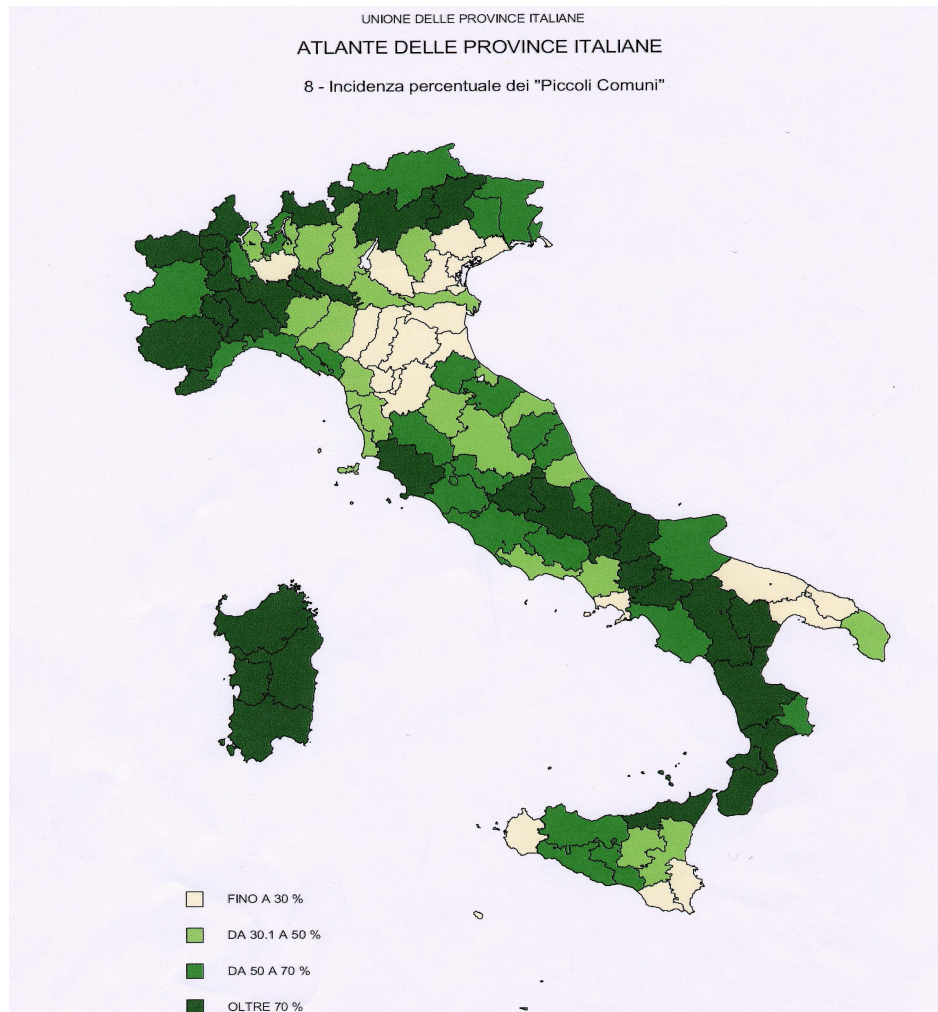 UNIONE DELLE PROVINCE ITALIANE
ATLANTE DELLE PROVINCE ITALIANE
8 - Incidenza percentuale dei "Piccoli Comuni"
FINO A 30 %
DA 30.1 A 50 %
DA 50 A 70 %
OLTRE 70 %